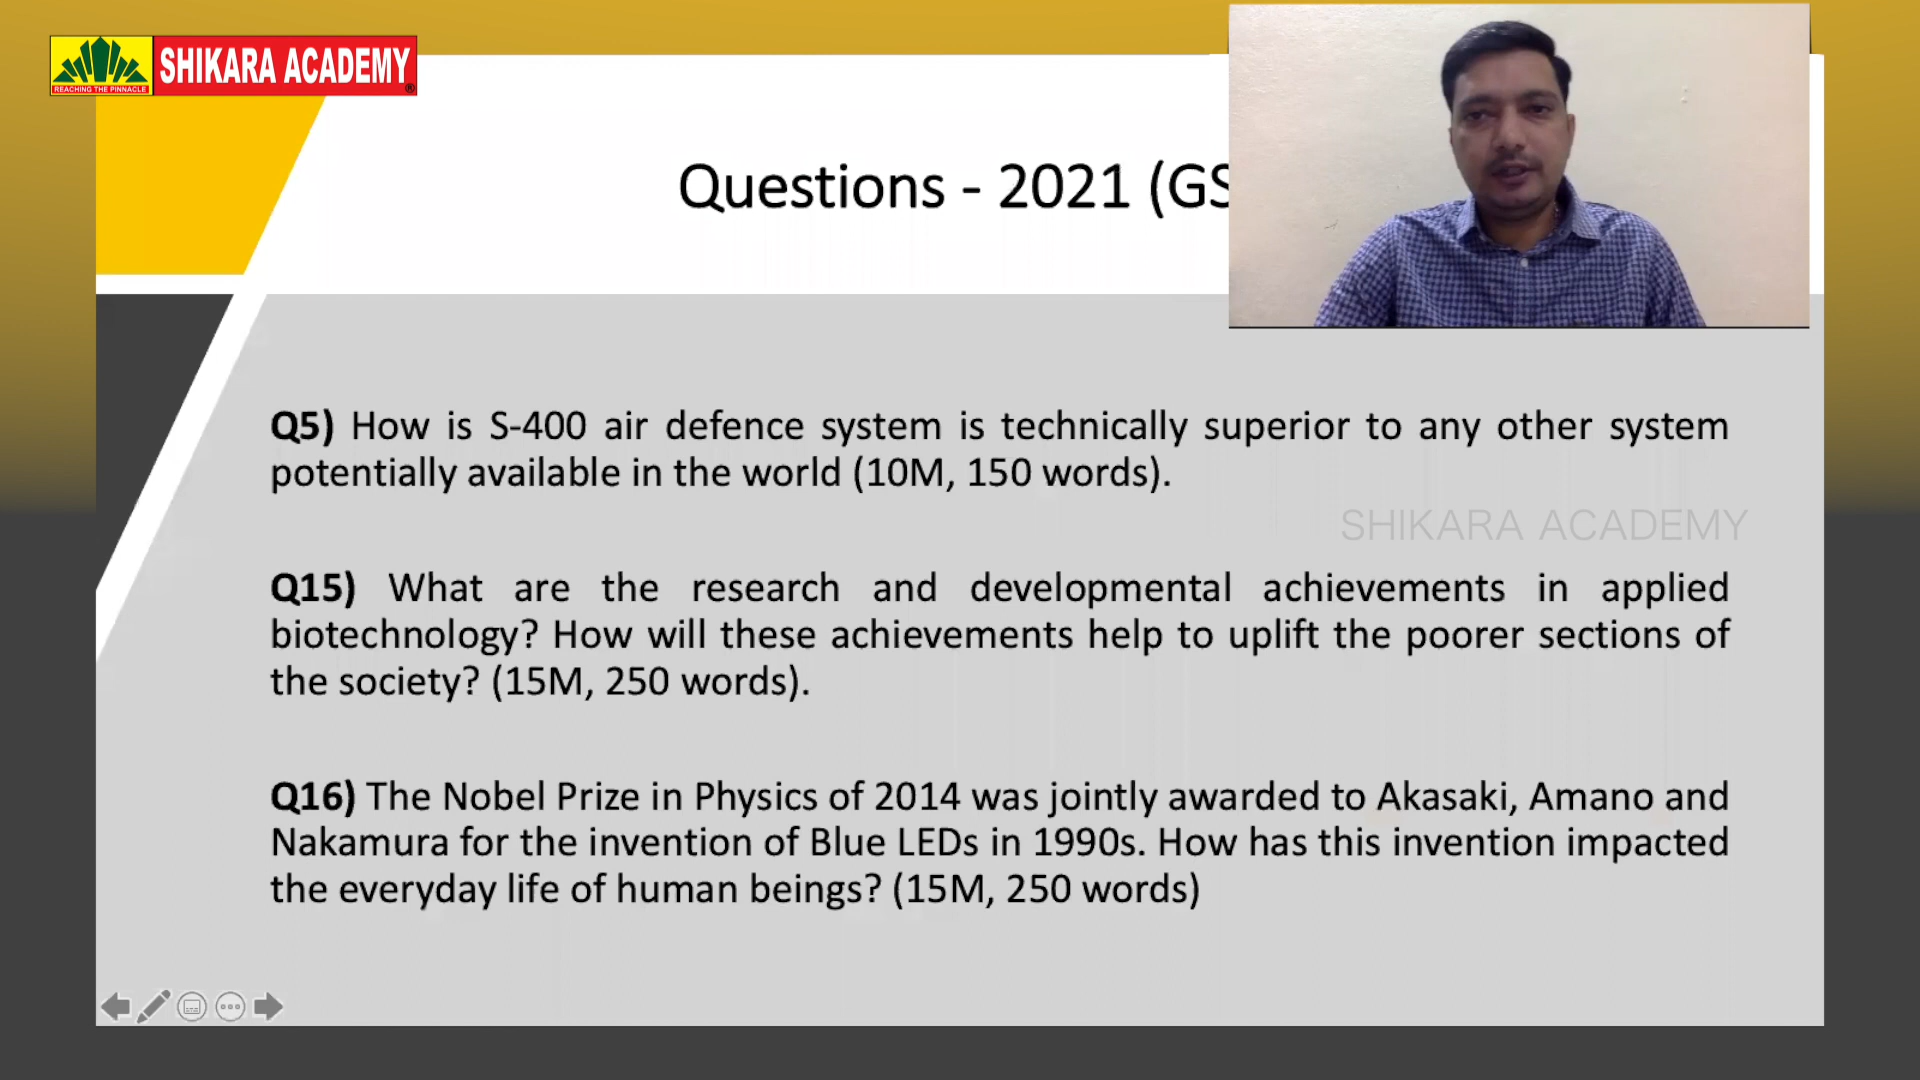 SHIKARA ACADEMY
REACHING THE PINNACLE
Questions - 2021 (GS
Q5) How is S-400 air defence system is technically superior to any other system
potentially available in the world (10M, 150 words).
SHIKARA ACADEMY
Q15) What are the research and developmental achievements in applied
biotechnology? How will these achievements help to uplift the poorer sections of
the society? (15M, 250 words).
Q16) The Nobel Prize in Physics of 2014 was jointly awarded to Akasaki, Amano and
Nakamura for the invention of Blue LEDs in 1990s. How has this invention impacted
the everyday life of human beings? (15M, 250 words)